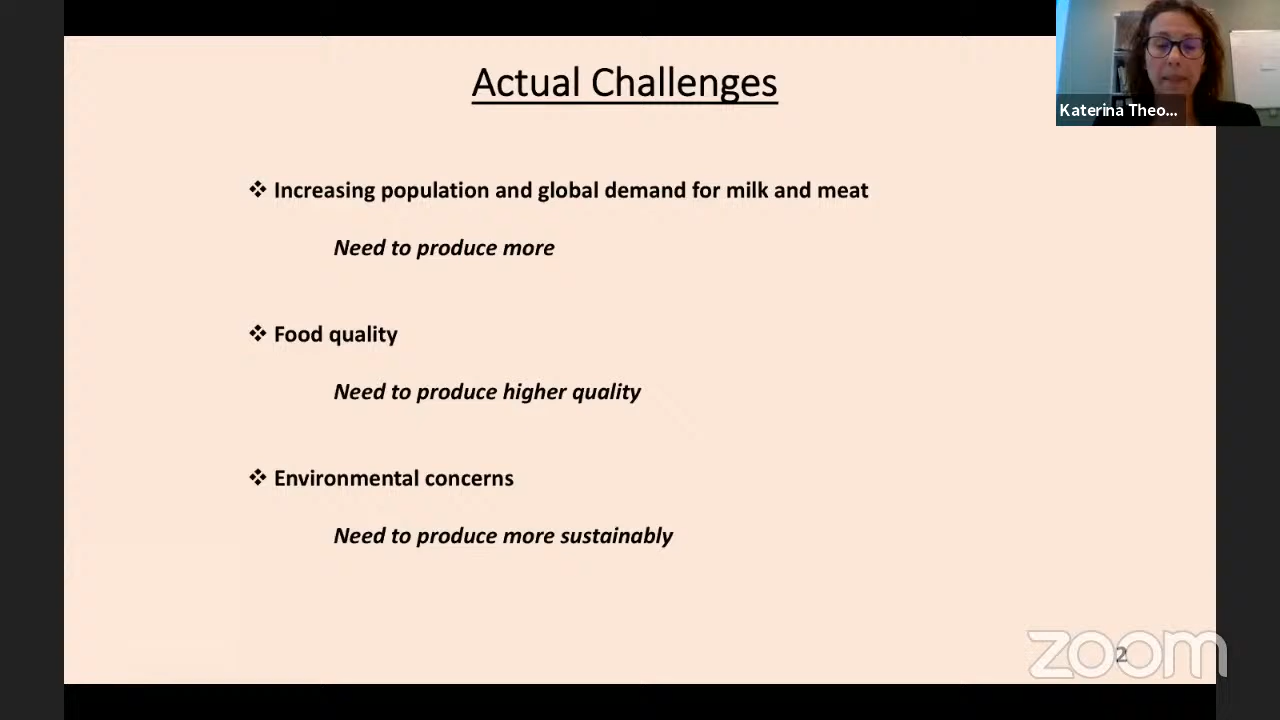 Actual Challenges
Katerina Theo...
❖ Increasing population and global demand for milk and meat
Need to produce more
❖ Food quality
Need to produce higher quality
❖ Environmental concerns
Need to produce more sustainably
zoom
2